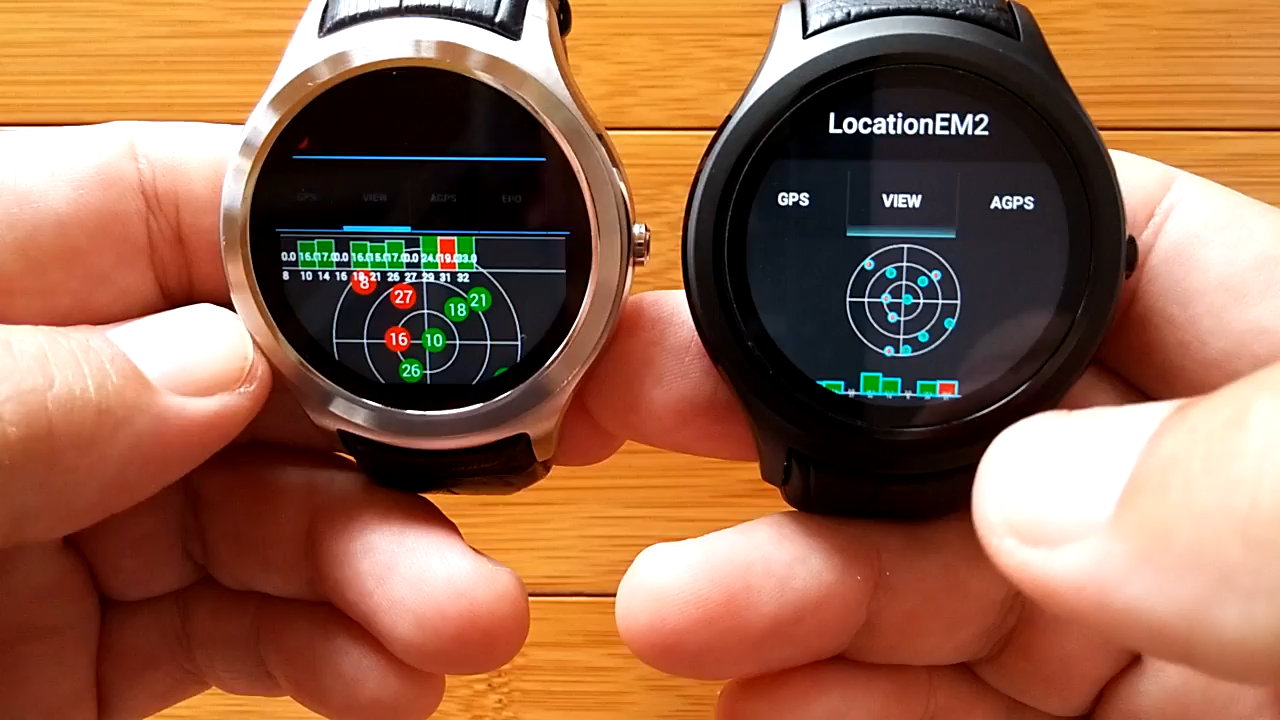 GPS VIEW AGPS EPO
0.0 16.0 17.0 0.0 16.0 15.0 17.0 0.0 24.0 19.0 33.0
8 10 14 16 18 21 26 27 29 31 32
8
27
18 21
16 10
26
LocationEM2
GPS VIEW AGPS